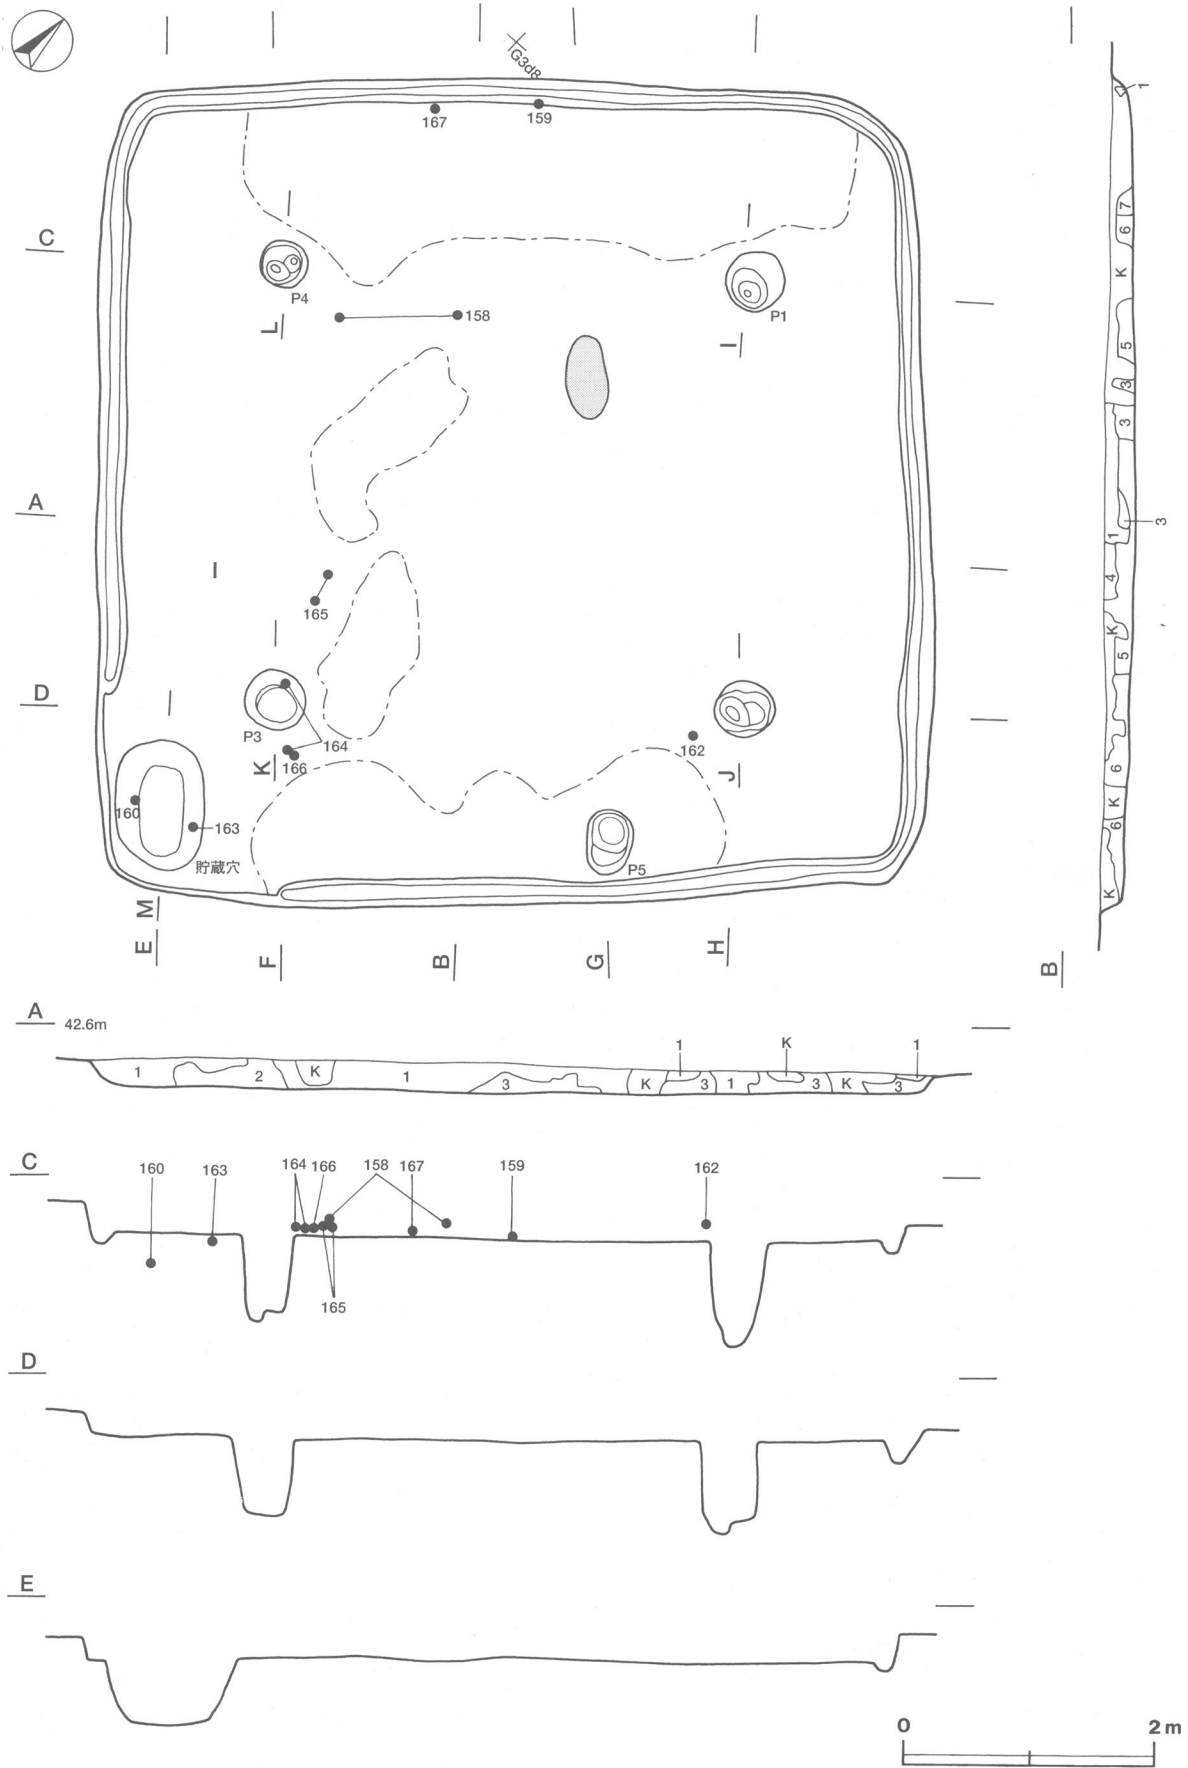 G3d8
167
159
C
P4
P1
L
158
I
A
I
165
D
P3
164
K
166
162
J
160
163
貯蔵穴
P5
M
E
F
B
G
H
B
1
7
6
K
5
3
3
3
1
4
K
5
6
K
6
K
A 42.6m
1
K
1
1
2
K
1
3
K
3
1
3
K
3
C
160
163
164
166
158
167
159
162
165
D
E
0
2m